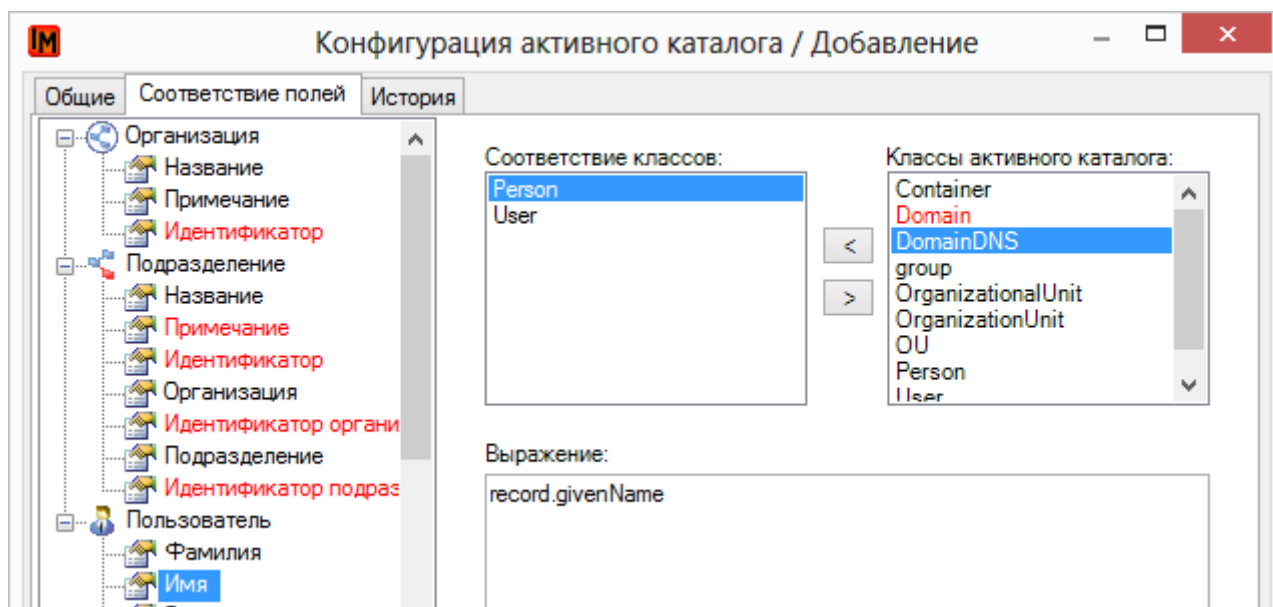 IM
Конфигурация активного каталога / Добавление
Общие
Соответствие полей
История
Организация
Название
Примечание
Идентификатор
Подразделение
Название
Примечание
Идентификатор
Организация
Идентификатор органи
Подразделение
Идентификатор подраз
Пользователь
Фамилия
Имя
Соответствие классов:
Person
User
<
>
Классы активного каталога:
Container
Domain
DomainDNS
group
OrganizationalUnit
OrganizationUnit
OU
Person
User
Выражение:
record.givenName